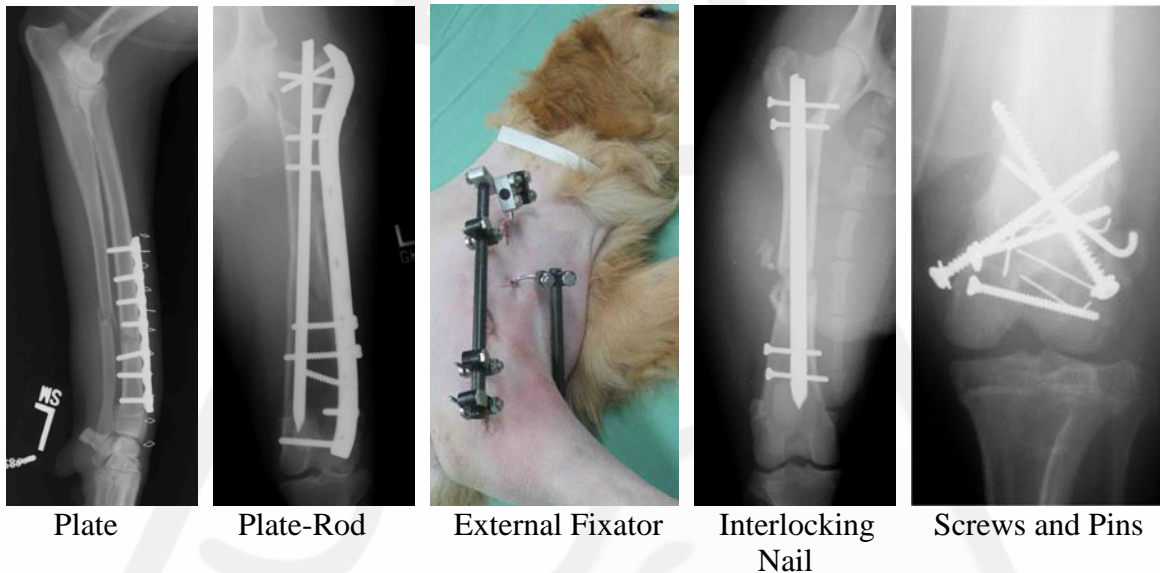 L
L
Plate
Plate-Rod
External Fixator
Interlocking
Nail
Screws and Pins